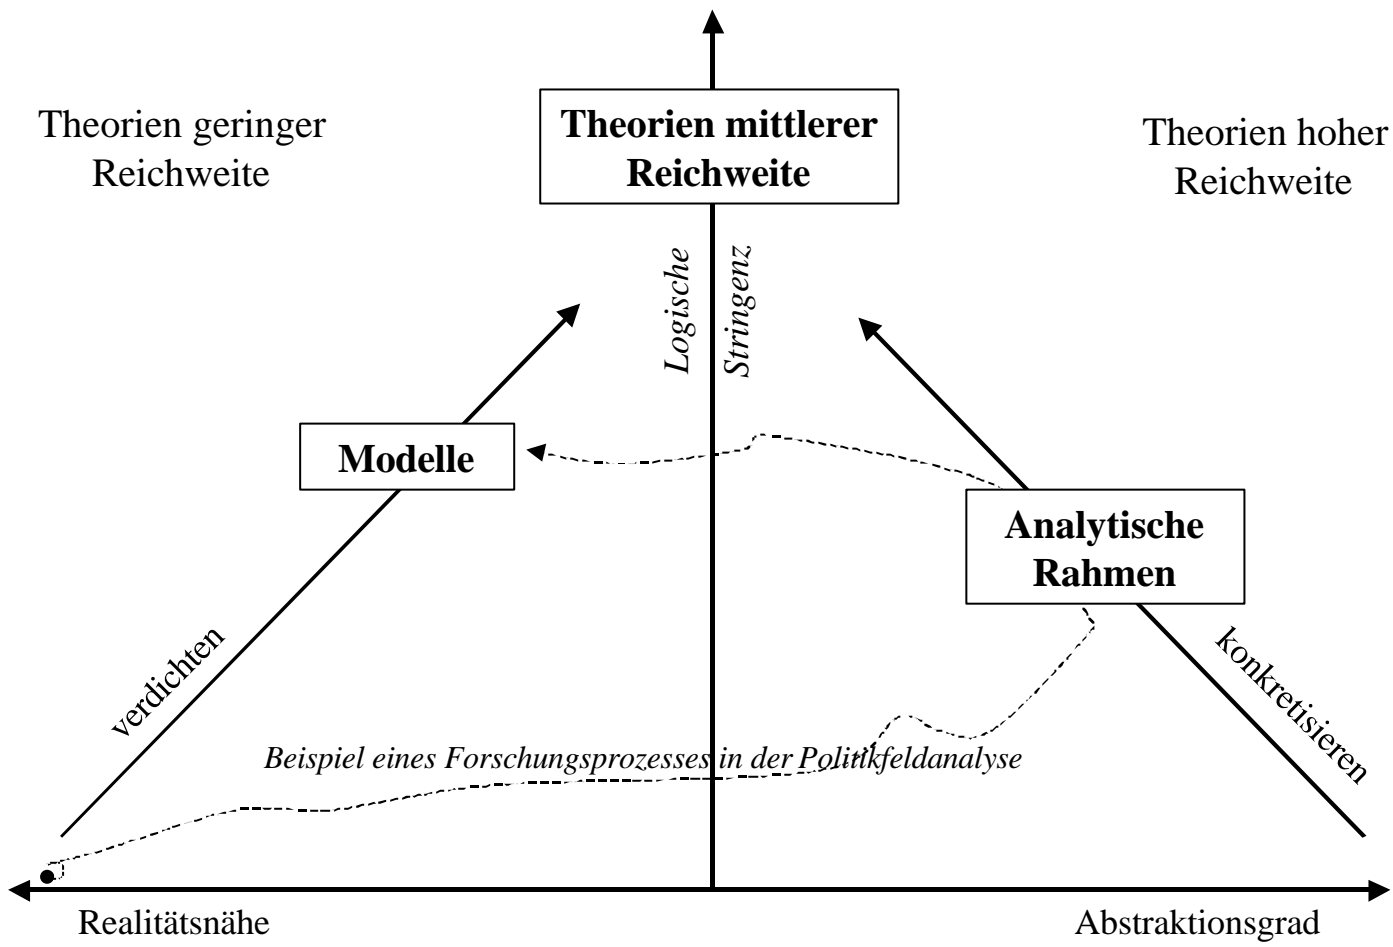 Theorien geringer
Reichweite
Theorien mittlerer
Reichweite
Theorien hoher
Reichweite
Logische
Stringenz
Modelle
Analytische
Rahmen
verdichten
konkretisieren
Beispiel eines Forschungsprozesses in der Politikfeldanalyse
Realitätsnähe
Abstraktionsgrad